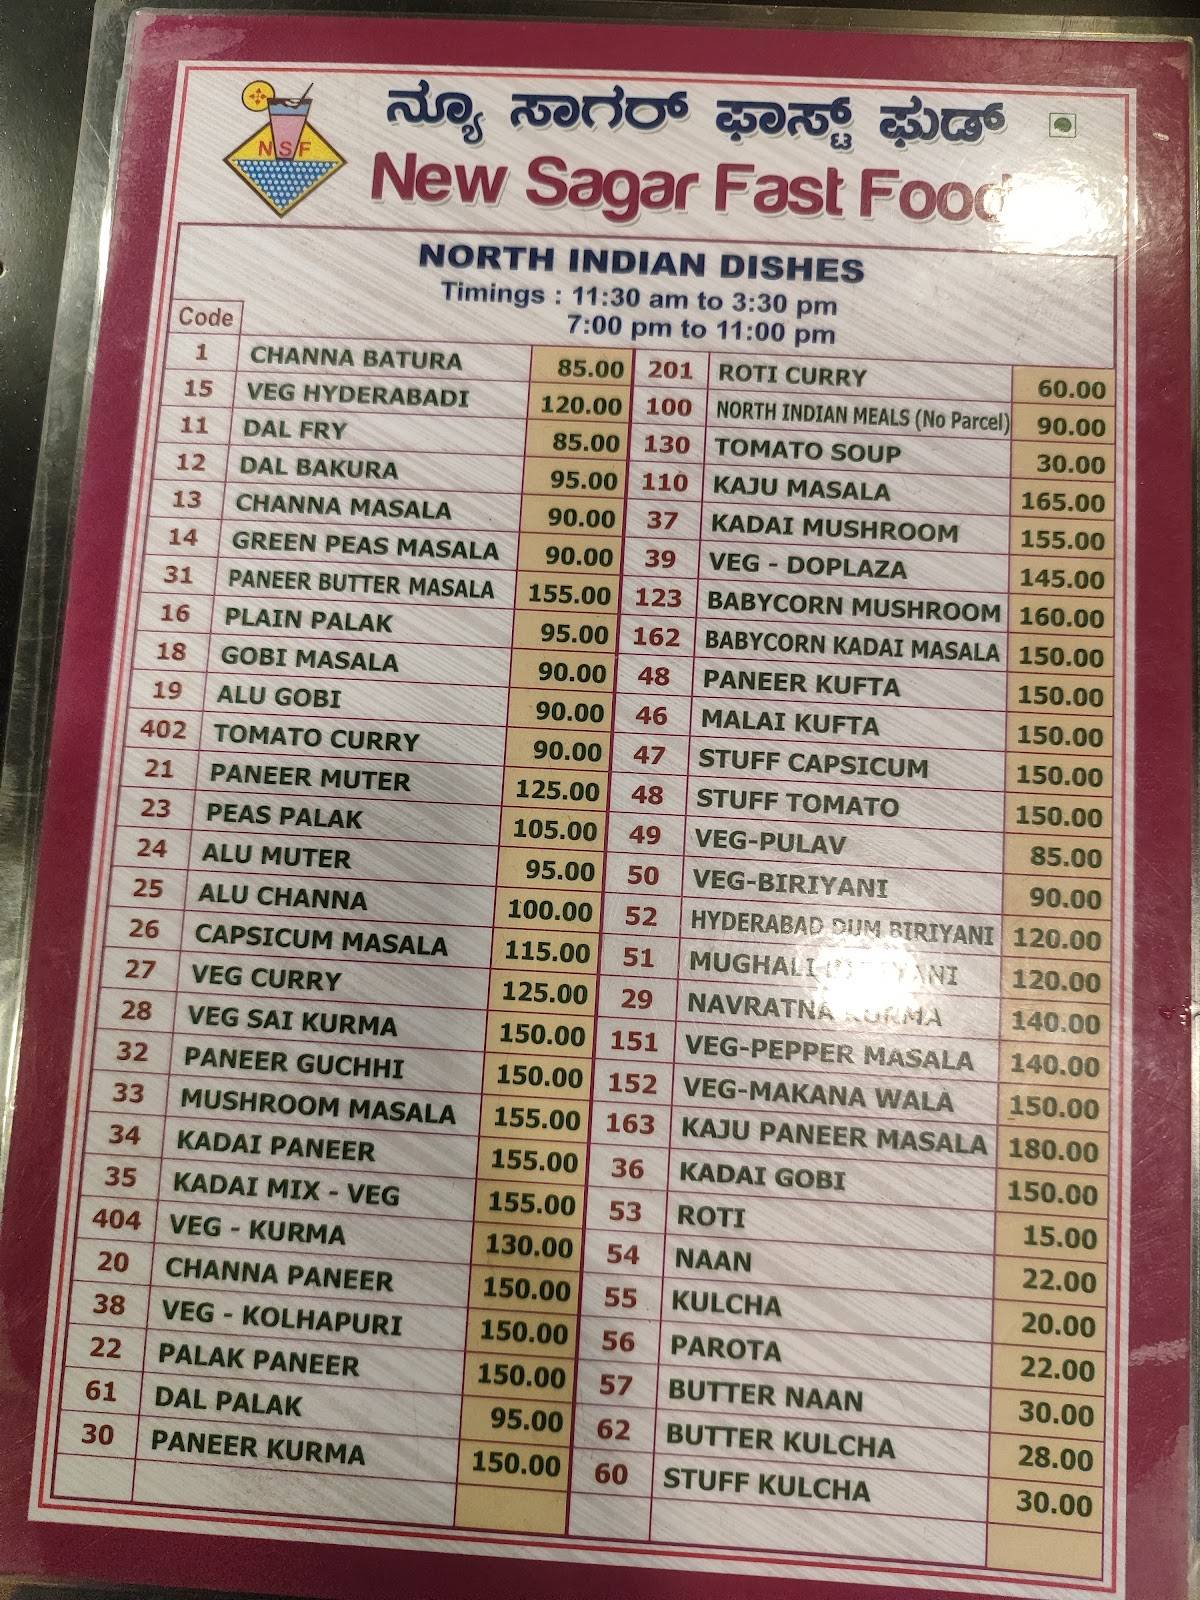 ನ್ಯೂ ಸಾಗರ್ ಫಾಸ್ಟ್ ಫುಡ್
NSF
New Sagar Fast Food
NORTH INDIAN DISHES
Timings : 11:30 am to 3:30 pm
7:00 pm to 11:00 pm
Code
1 CHANNA BATURA 85.00
15 VEG HYDERABADI 120.00
11 DAL FRY 85.00
12 DAL BAKURA 95.00
13 CHANNA MASALA 90.00
14 GREEN PEAS MASALA 90.00
31 PANEER BUTTER MASALA 155.00
16 PLAIN PALAK 95.00
18 GOBI MASALA 90.00
19 ALU GOBI 90.00
402 TOMATO CURRY 90.00
21 PANEER MUTER 125.00
23 PEAS PALAK 105.00
24 ALU MUTER 95.00
25 ALU CHANNA 100.00
26 CAPSICUM MASALA 115.00
27 VEG CURRY 125.00
28 VEG SAI KURMA 150.00
32 PANEER GUCHHI 150.00
33 MUSHROOM MASALA 155.00
34 KADAI PANEER 155.00
35 KADAI MIX - VEG 155.00
404 VEG - KURMA 130.00
20 CHANNA PANEER 150.00
38 VEG - KOLHAPURI 150.00
22 PALAK PANEER 150.00
61 DAL PALAK 95.00
30 PANEER KURMA 150.00
201 ROTI CURRY 60.00
100 NORTH INDIAN MEALS (No Parcel) 90.00
130 TOMATO SOUP 30.00
110 KAJU MASALA 165.00
37 KADAI MUSHROOM 155.00
39 VEG - DOPLAZA 145.00
123 BABYCORN MUSHROOM 160.00
162 BABYCORN KADAI MASALA 150.00
48 PANEER KUFTA 150.00
46 MALAI KUFTA 150.00
47 STUFF CAPSICUM 150.00
48 STUFF TOMATO 150.00
49 VEG-PULAV 85.00
50 VEG-BIRIYANI 90.00
52 HYDERABAD DUM BIRIYANI 120.00
51 MUGHALI 120.00
29 NAVRATNA KURMA 140.00
151 VEG-PEPPER MASALA 140.00
152 VEG-MAKANA WALA 150.00
163 KAJU PANEER MASALA 180.00
36 KADAI GOBI 150.00
53 ROTI 15.00
54 NAAN 22.00
55 KULCHA 20.00
56 PAROTA 22.00
57 BUTTER NAAN 30.00
62 BUTTER KULCHA 28.00
60 STUFF KULCHA 30.00